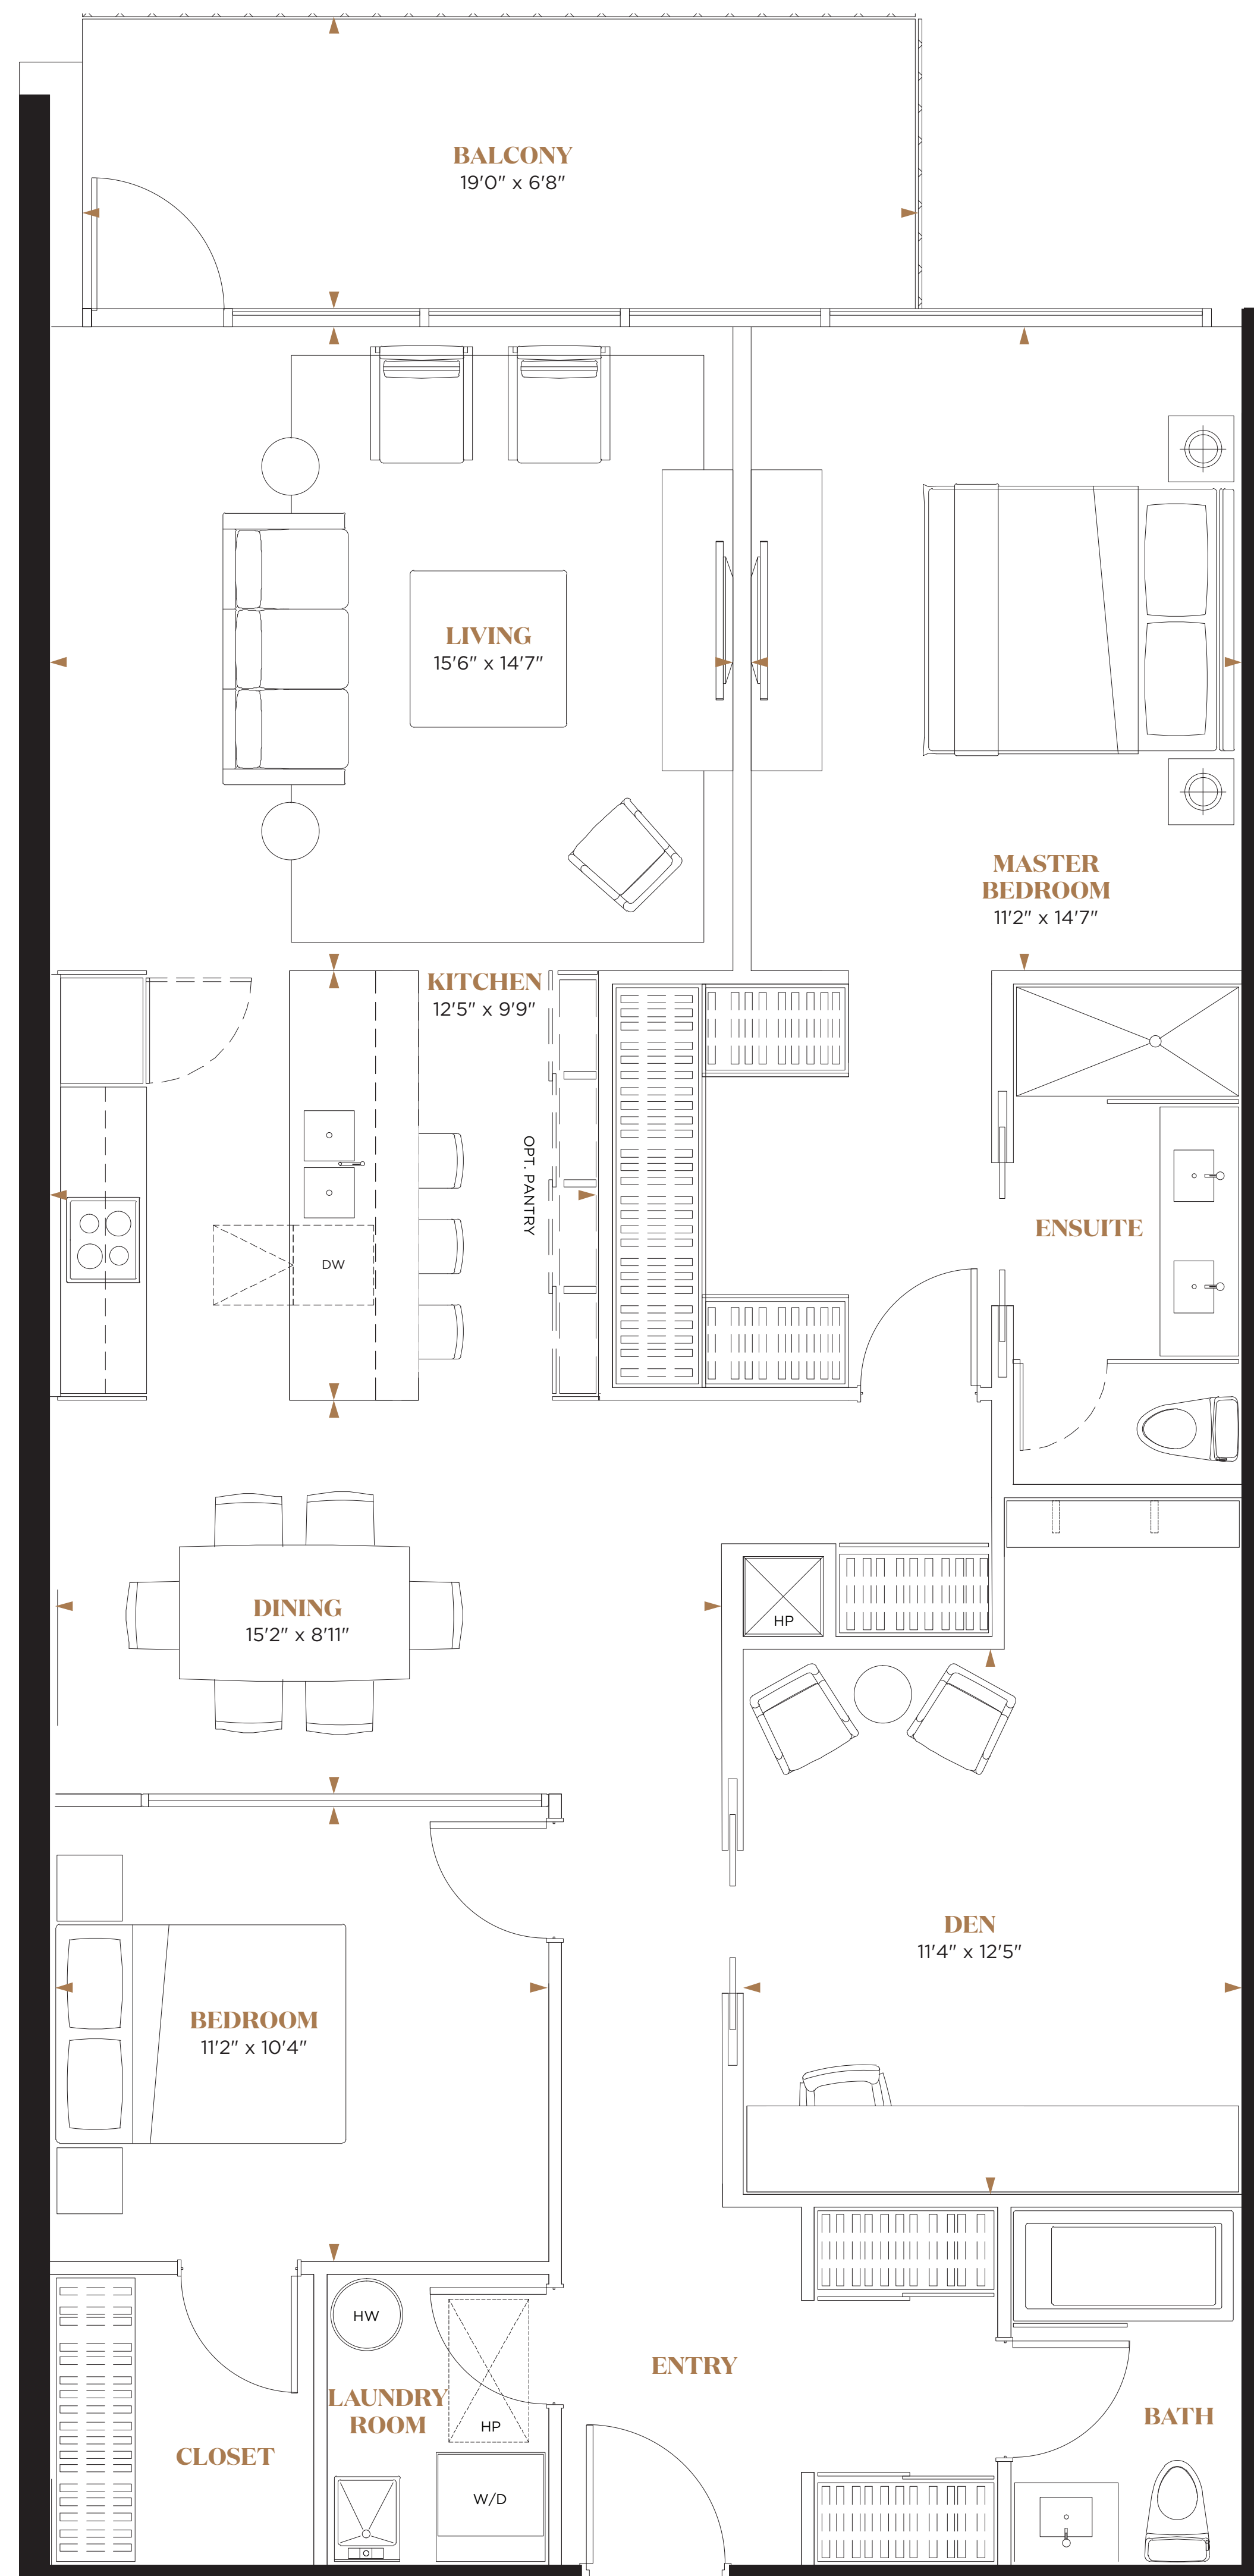 BALCONY
19'0" x 6'8"
LIVING
15'6" x 14'7"
MASTER
BEDROOM
11'2" x 14'7"
KITCHEN
12'5" x 9'9"
OPT. PANTRY
ENSUITE
DW
DINING
15'2" x 8'11"
HP
DEN
11'4" x 12'5"
BEDROOM
11'2" x 10'4"
HW
ENTRY
LAUNDRY
ROOM
HP
BATH
CLOSET
W/D